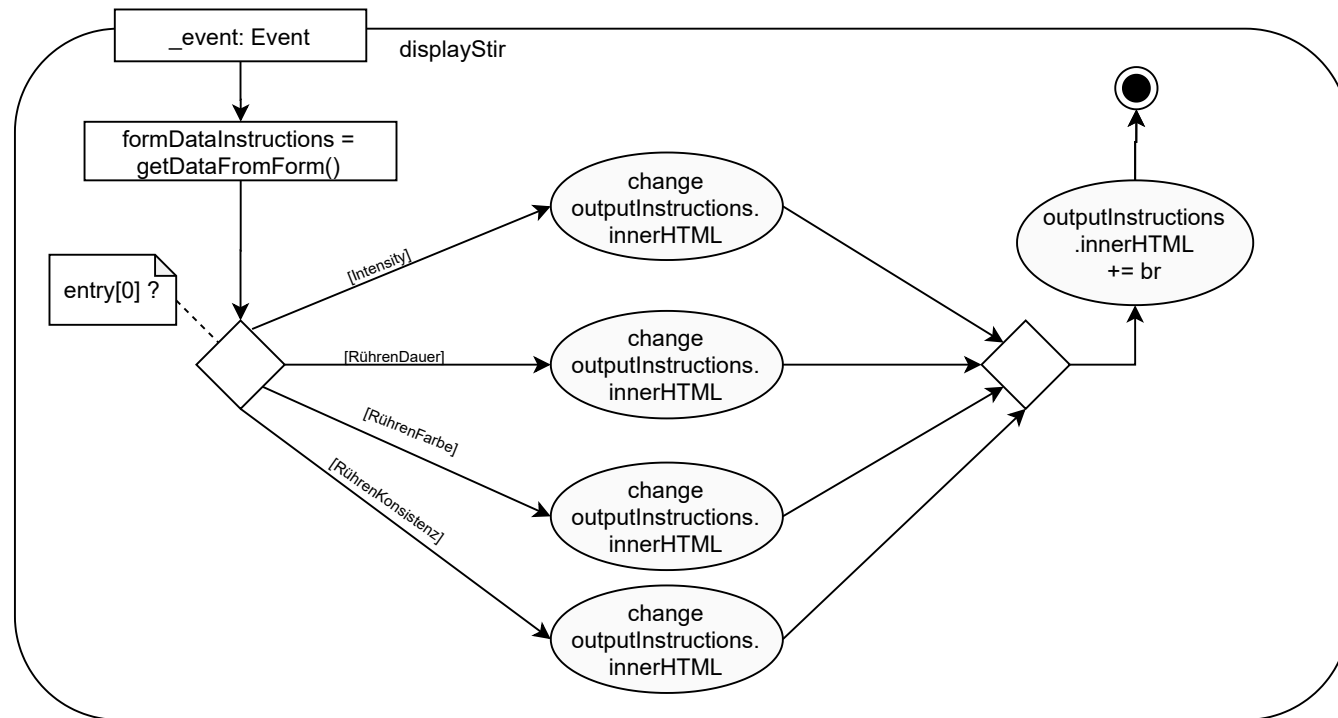 _event: Event
displayStir
formDataInstructions =
getDataFromForm()
entry[0] ?
[Intensity]
change
outputInstructions.
innerHTML
[RührenDauer]
change
outputInstructions.
innerHTML
[RührenFarbe]
change
outputInstructions.
innerHTML
[RührenKonsistenz]
change
outputInstructions.
innerHTML
outputInstructions
.innerHTML
+= br